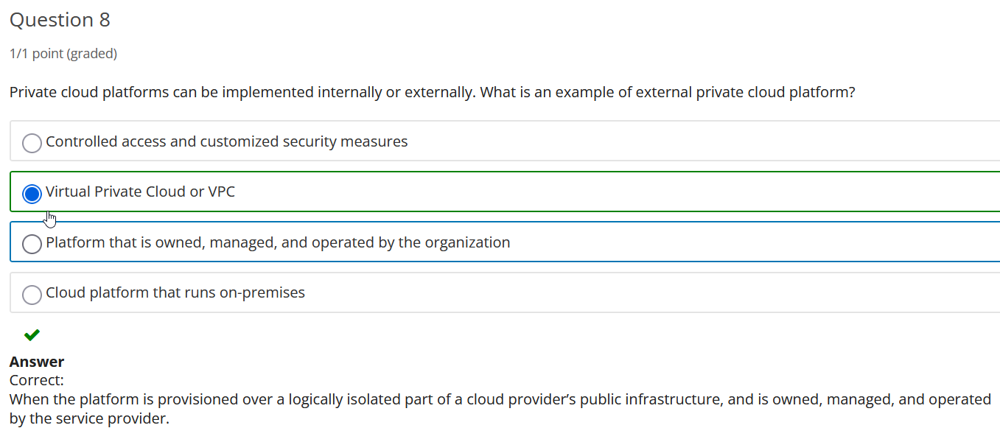 Question 8
1/1 point (graded)
Private cloud platforms can be implemented internally or externally. What is an example of external private cloud platform?
Controlled access and customized security measures
Virtual Private Cloud or VPC
Platform that is owned, managed, and operated by the organization
Cloud platform that runs on-premises
Answer
Correct:
When the platform is provisioned over a logically isolated part of a cloud provider’s public infrastructure, and is owned, managed, and operated
by the service provider.